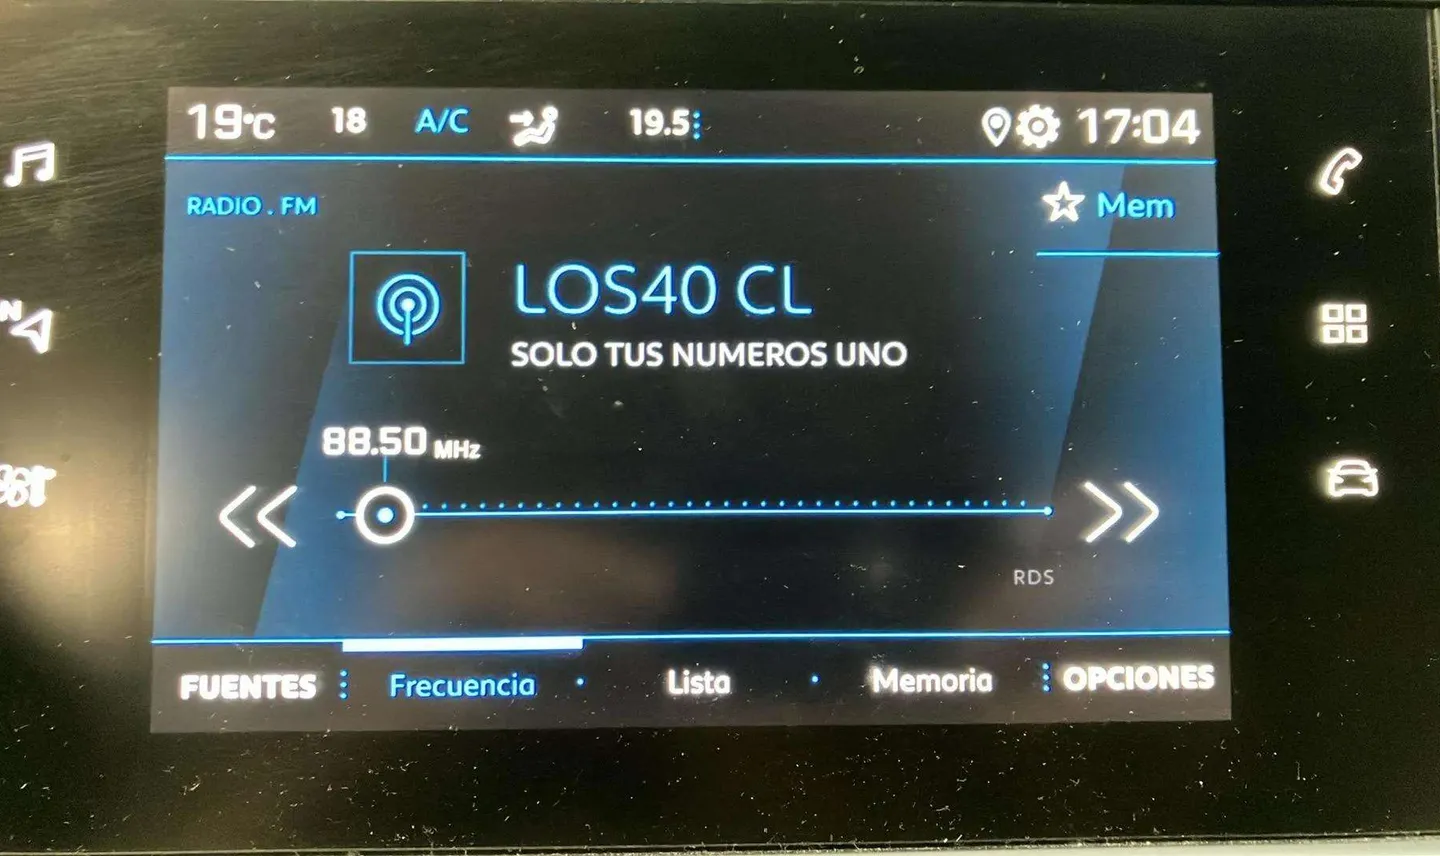 19°C 18 A/C 19.5 17:04
RADIO . FM
Mem
LOS40 CL
SOLO TUS NUMEROS UNO
88.50 MHz
N
RDS
FUENTES Frecuencia Lista Memoria OPCIONES